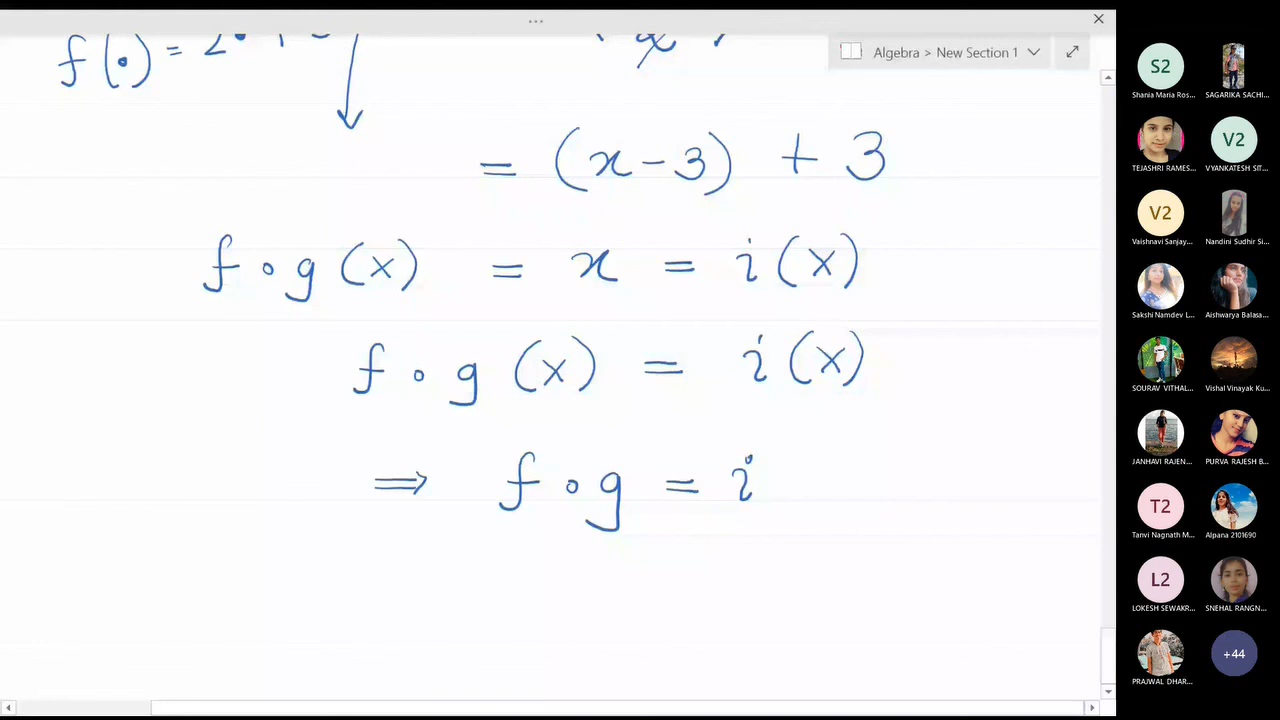 Algebra > New Section 1
f(•) =
= (x-3) + 3
f∘g(x) = x = i(x)
f∘g(x) = i(x)
⇒ f∘g = i
S2
Shania Maria Ros...
SAGARIKA SACHI...
TEJASHRI RAMES...
V2
VYANKATESH SIT...
V2
Vaishnavi Sanjay...
Nandini Sudhir Si...
Sakshi Namdev L...
Aishwarya Balasa...
SOURAV VITHAL...
Vishal Vinayak Ku...
JANHAVI RAJEN...
PURVA RAJESH B...
T2
Tanvi Nagnath M...
Alpana 2101690
L2
LOKESH SEWAKR...
SNEHAL RANGN...
PRAJWAL DHAR...
+44